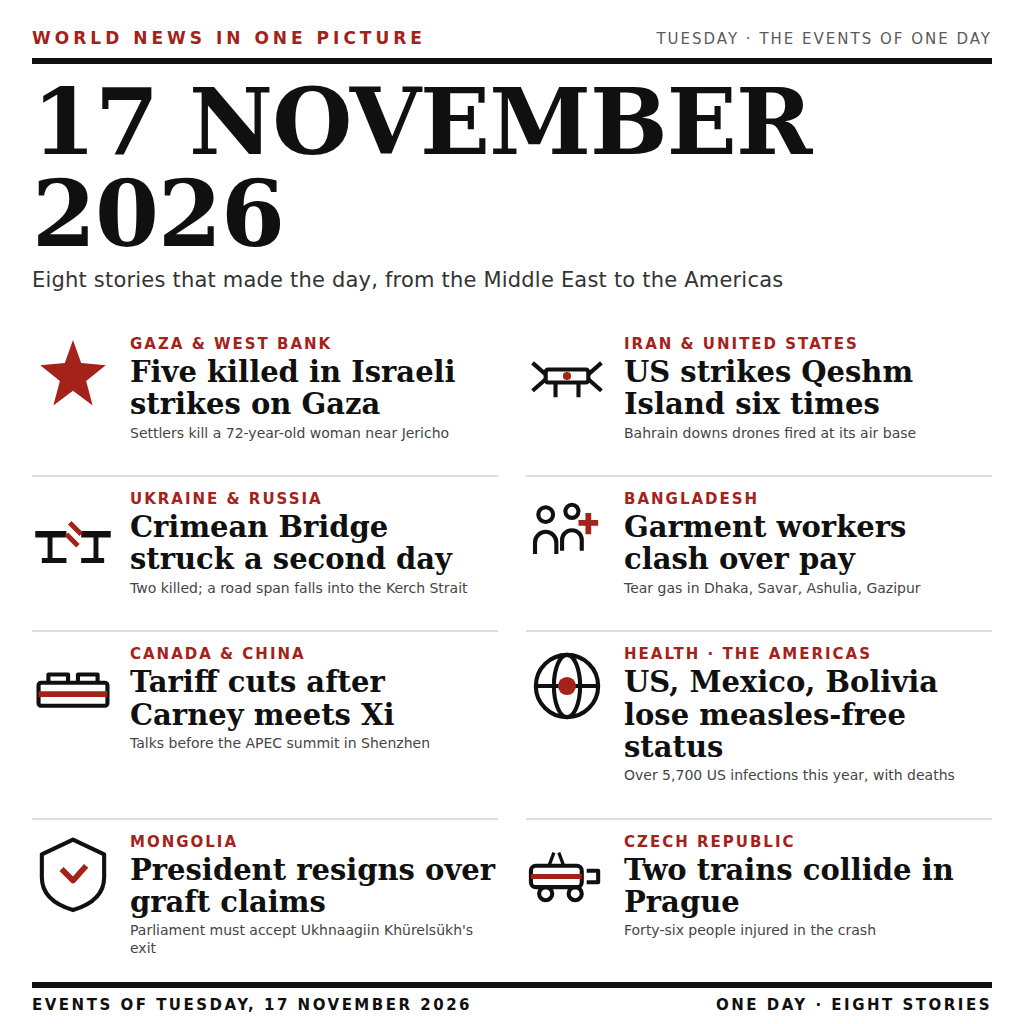 WORLD NEWS IN ONE PICTURE
TUESDAY · THE EVENTS OF ONE DAY
17 NOVEMBER
2026
Eight stories that made the day, from the Middle East to the Americas
GAZA & WEST BANK
Five killed in Israeli
strikes on Gaza
Settlers kill a 72-year-old woman near Jericho
IRAN & UNITED STATES
US strikes Qeshm
Island six times
Bahrain downs drones fired at its air base
UKRAINE & RUSSIA
Crimean Bridge
struck a second day
Two killed; a road span falls into the Kerch Strait
BANGLADESH
Garment workers
clash over pay
Tear gas in Dhaka, Savar, Ashulia, Gazipur
CANADA & CHINA
Tariff cuts after
Carney meets Xi
Talks before the APEC summit in Shenzhen
HEALTH · THE AMERICAS
US, Mexico, Bolivia
lose measles-free
status
Over 5,700 US infections this year, with deaths
MONGOLIA
President resigns over
graft claims
Parliament must accept Ukhnaagiin Khürelsükh's
exit
CZECH REPUBLIC
Two trains collide in
Prague
Forty-six people injured in the crash
EVENTS OF TUESDAY, 17 NOVEMBER 2026
ONE DAY · EIGHT STORIES